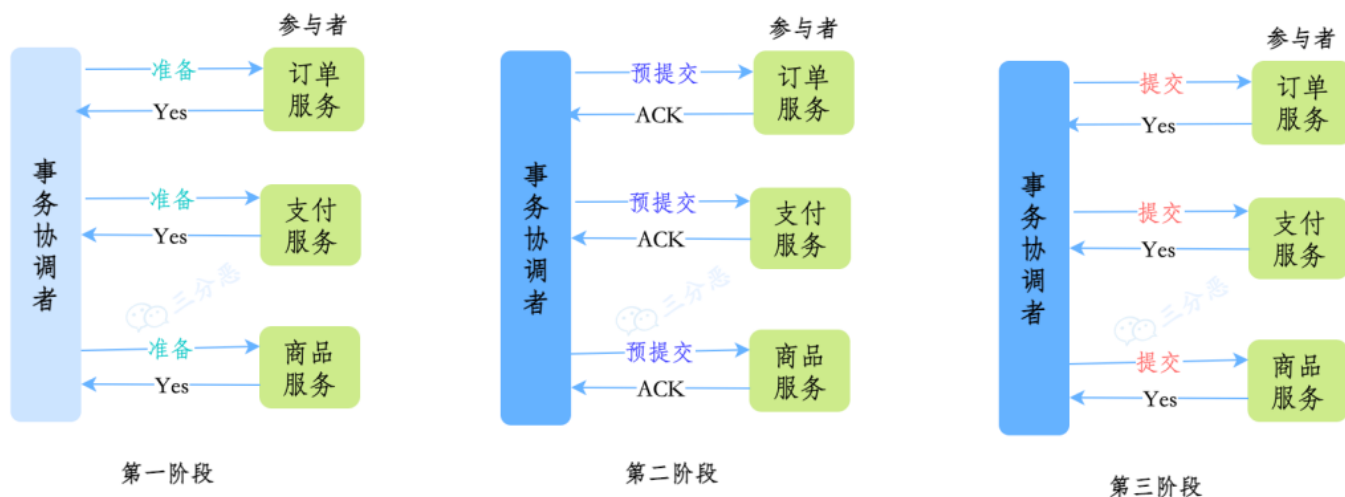 参与者
准备
Yes
订单
服务
准备
Yes
支付
服务
准备
Yes
商品
服务
事务协调者
三分恶
第一阶段
参与者
预提交
ACK
订单
服务
预提交
ACK
支付
服务
预提交
ACK
商品
服务
事务协调者
三分恶
第二阶段
参与者
提交
Yes
订单
服务
提交
Yes
支付
服务
提交
Yes
商品
服务
事务协调者
三分恶
第三阶段